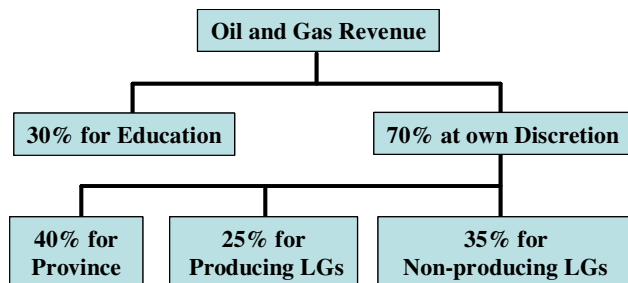 Oil and Gas Revenue
30% for Education
70% at own Discretion
40% for
Province
25% for
Producing LGs
35% for
Non-producing LGs